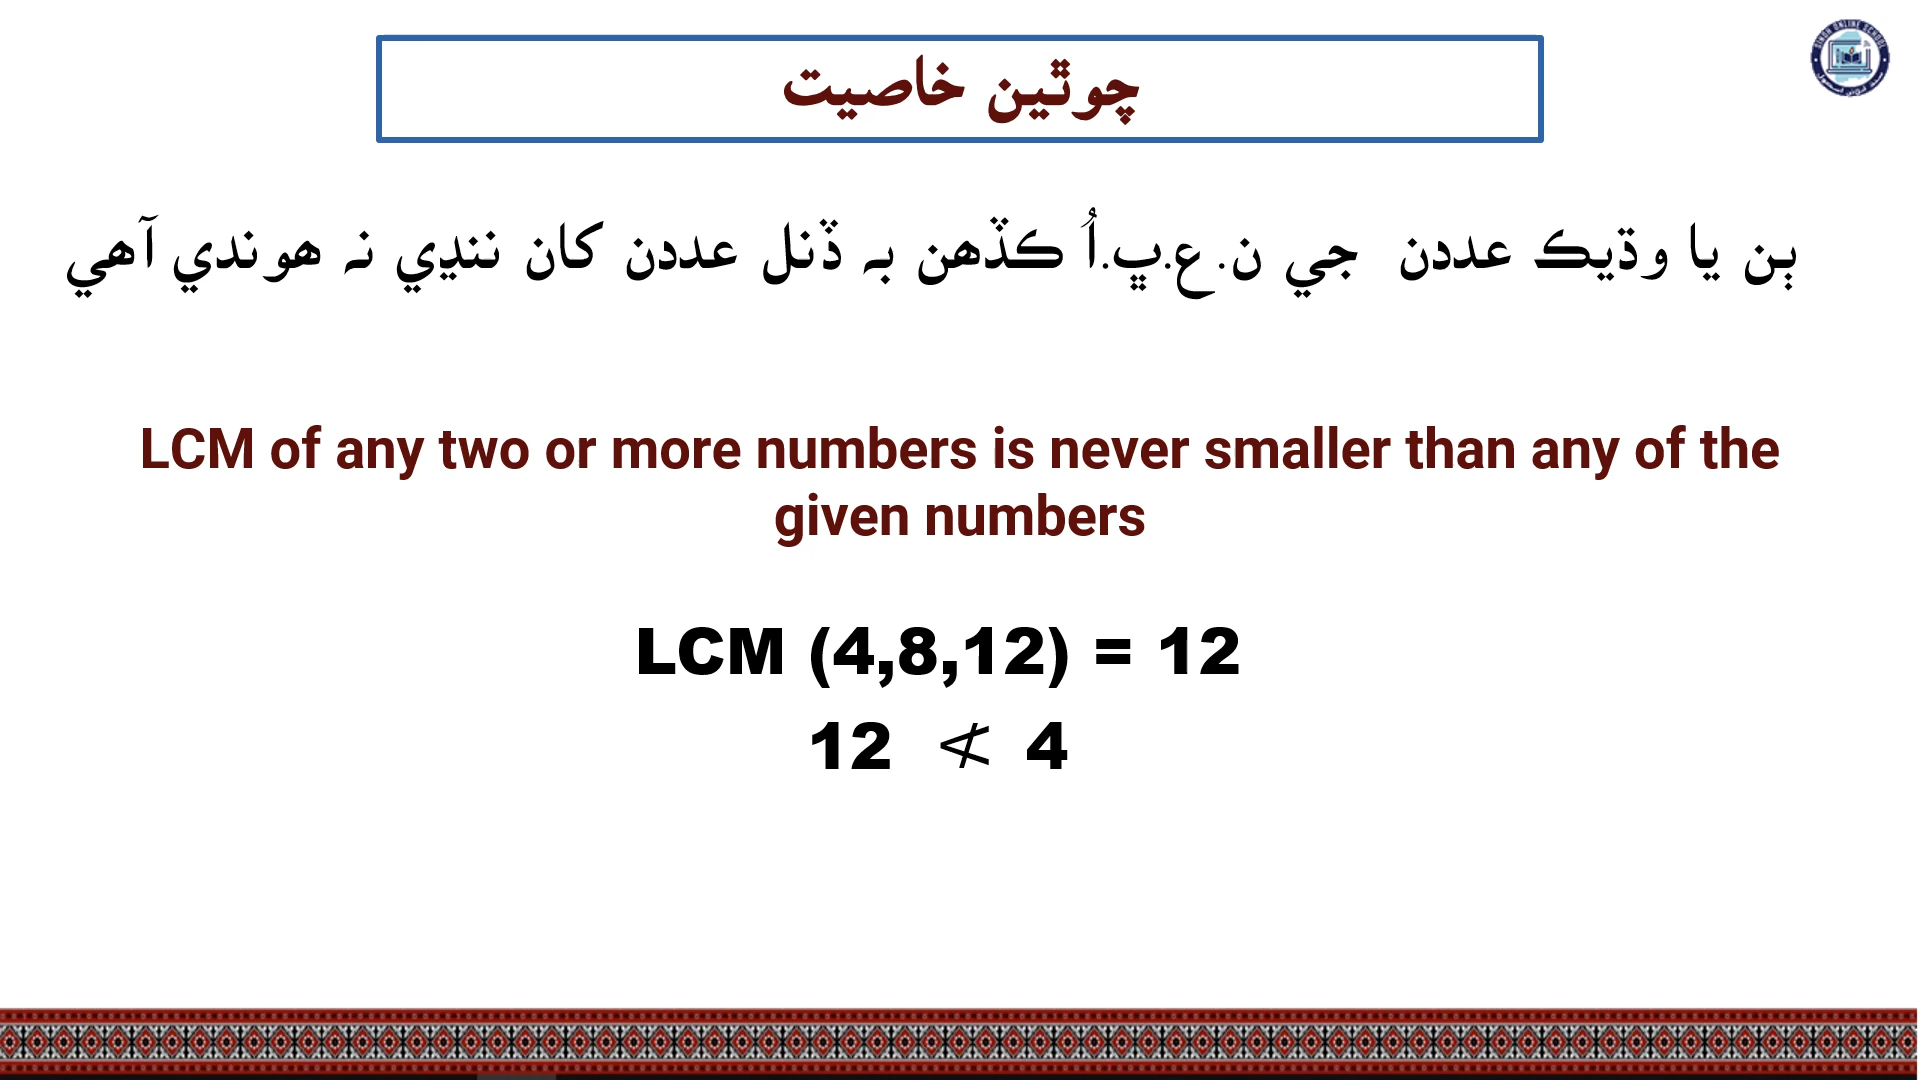 چوٿين خاصيت
ٻن يا وڌيڪ عددن جي ن.ع.ڀ.اُ ڪڏهن به ڏنل عددن کان ننڍي نه هوندي آهي
LCM of any two or more numbers is never smaller than any of the
given numbers
LCM (4,8,12) = 12
12 ≮ 4